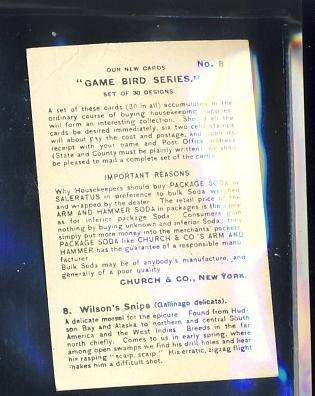 OUR NEW CARDS No. 8
"GAME BIRD SERIES."
SET OF 30 DESIGNS.
A set of these cards (30 in all) accumulated in the
ordinary course of buying housekeeping supplies
will form an interesting collection. Should all the
cards be desired immediately, six two cent stamps
will about pay the cost and postage, and upon its
receipt with your name and Post Office address
(State and County must be plainly written) we shall
be pleased to mail a complete set of the cards.
IMPORTANT REASONS
Why Housekeepers should buy PACKAGE SODA or
SALERATUS in preference to bulk Soda weighed
and wrapped by the dealer. The retail price of the
ARM AND HAMMER SODA in packages is the same
as for inferior package Soda. Consumers gain
nothing by buying unknown and inferior Soda; they
simply put more money into the merchants' pockets.
PACKAGE SODA like CHURCH & CO'S ARM AND
HAMMER has the guarantee of a responsible manu-
facturer.
Bulk Soda may be of anybody's manufacture, and
generally of a poor quality
CHURCH & CO., NEW YORK.
8. Wilson's Snipe (Gallinago delicata).
A delicate morsel for the epicure Found from Hud-
son Bay and Alaska to northern and central South
America and the West Indies Breeds in the far
north chiefly. Comes to us in early spring, where
among open swamps we find his drill holes and hear
his rasping "scaip, scaip." His erratic, zigzag flight
makes him a difficult shot.